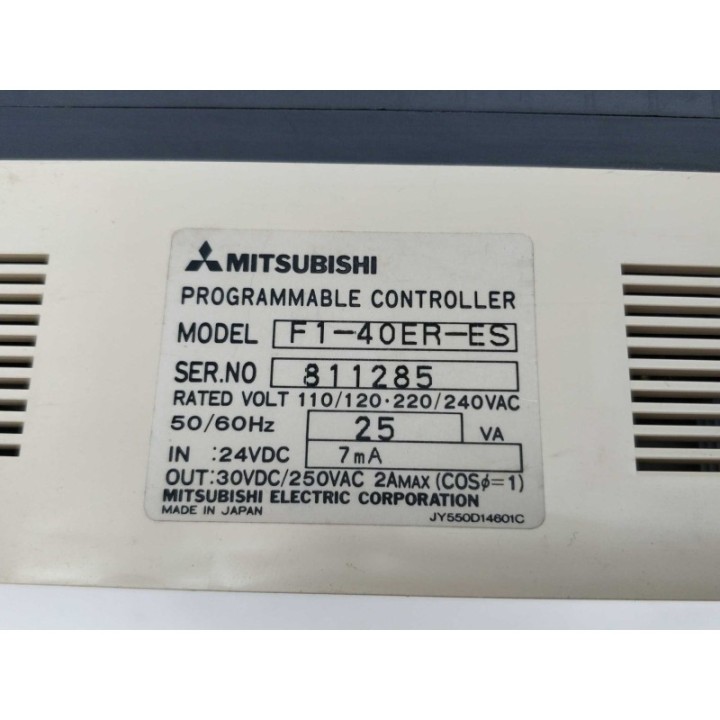 MITSUBISHI
PROGRAMMABLE CONTROLLER
MODEL F1-40ER-ES
SER.NO 811285
RATED VOLT 110/120·220/240VAC
50/60Hz 25 VA
IN :24VDC 7mA
OUT:30VDC/250VAC 2AMAX (COSφ=1)
MITSUBISHI ELECTRIC CORPORATION
MADE IN JAPAN JY550D14601C